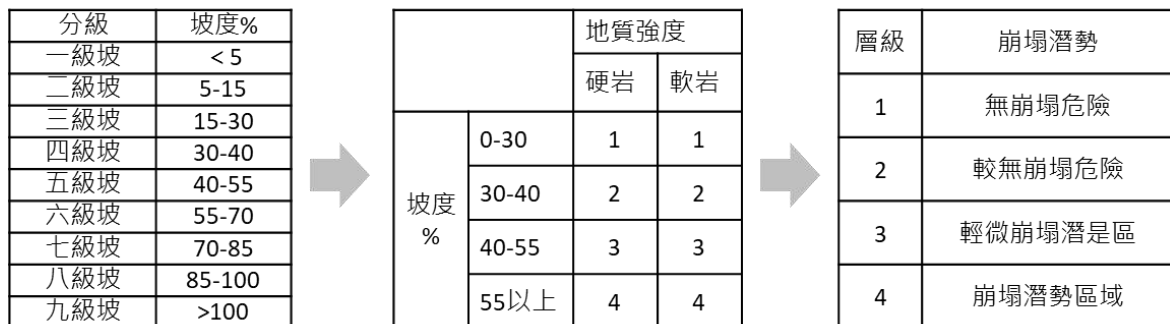 分級 坡度%
一級坡 < 5
二級坡 5-15
三級坡 15-30
四級坡 30-40
五級坡 40-55
六級坡 55-70
七級坡 70-85
八級坡 85-100
九級坡 >100
地質強度
硬岩 軟岩
坡度
%
0-30 1 1
30-40 2 2
40-55 3 3
55以上 4 4
層級 崩塌潛勢
1 無崩塌危險
2 較無崩塌危險
3 輕微崩塌潛是區
4 崩塌潛勢區域